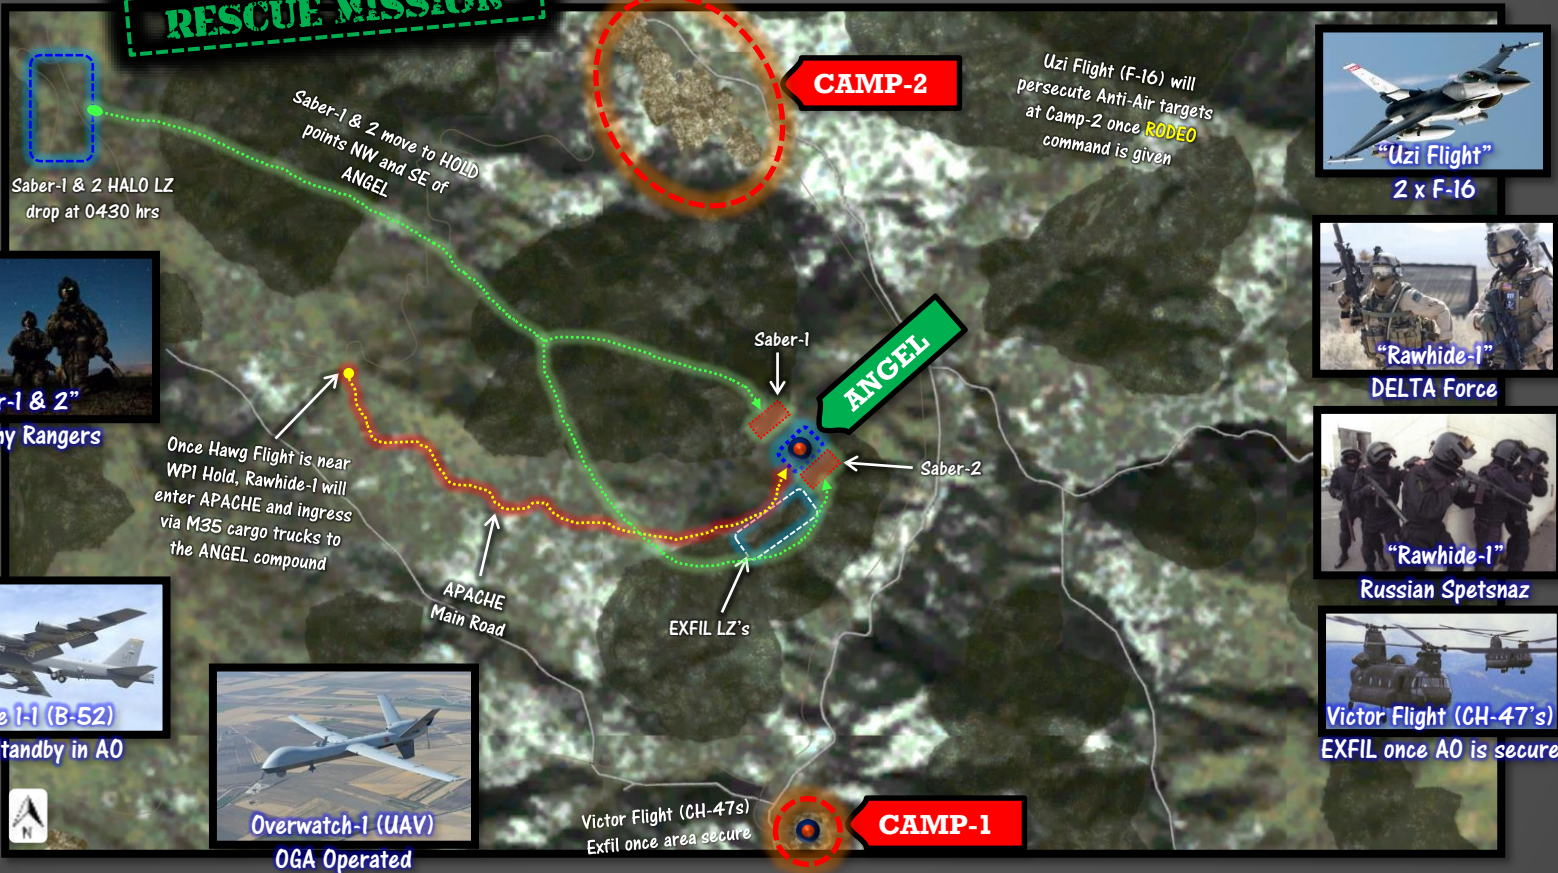 RESCUE MISSION
CAMP-2
Uzi Flight (F-16) will
persecute Anti-Air targets
at Camp-2 once RODEO
command is given
"Uzi Flight"
2 x F-16
Saber-1 & 2 move to HOLD
points NW and SE of
ANGEL
Saber-1 & 2 HALO LZ
drop at 0430 hrs
r-1 & 2"
ny Rangers
"Rawhide-1"
DELTA Force
Saber-1
ANGEL
Saber-2
Once Hawg Flight is near
WP1 Hold, Rawhide-1 will
enter APACHE and ingress
via M35 cargo trucks to
the ANGEL compound
APACHE
Main Road
EXFIL LZ's
"Rawhide-1"
Russian Spetsnaz
e 1-1 (B-52)
tandby in AO
Overwatch-1 (UAV)
OGA Operated
Victor Flight (CH-47s)
Exfil once area secure
CAMP-1
Victor Flight (CH-47's)
EXFIL once AO is secure
N